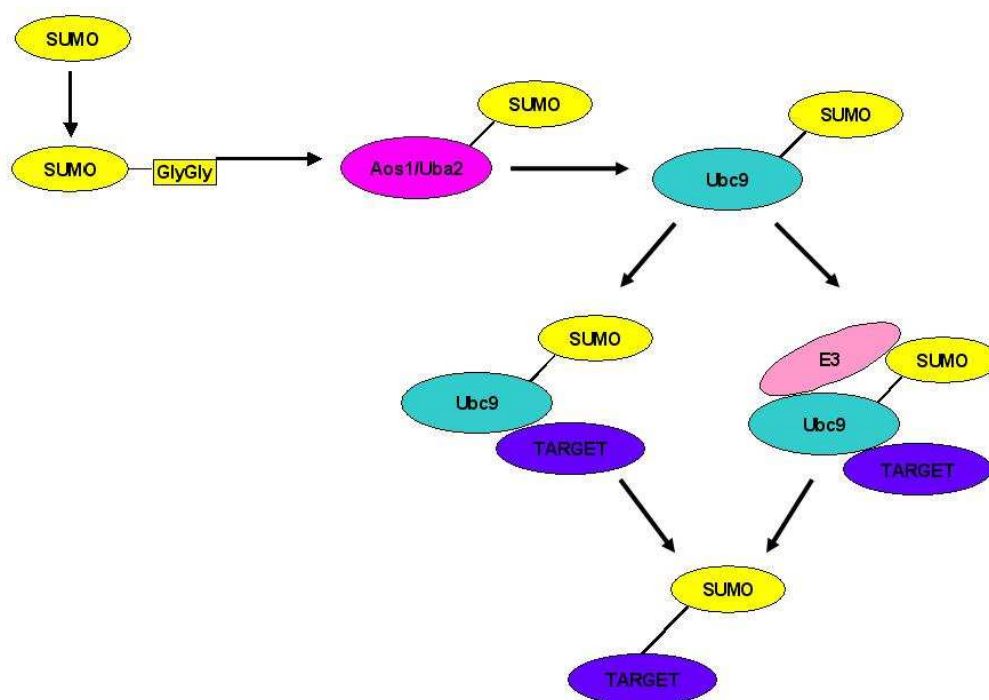 SUMO
SUMO
SUMO
SUMO
GlyGly
Aos1/Uba2
Ubc9
SUMO
E3
SUMO
Ubc9
Ubc9
TARGET
TARGET
SUMO
TARGET